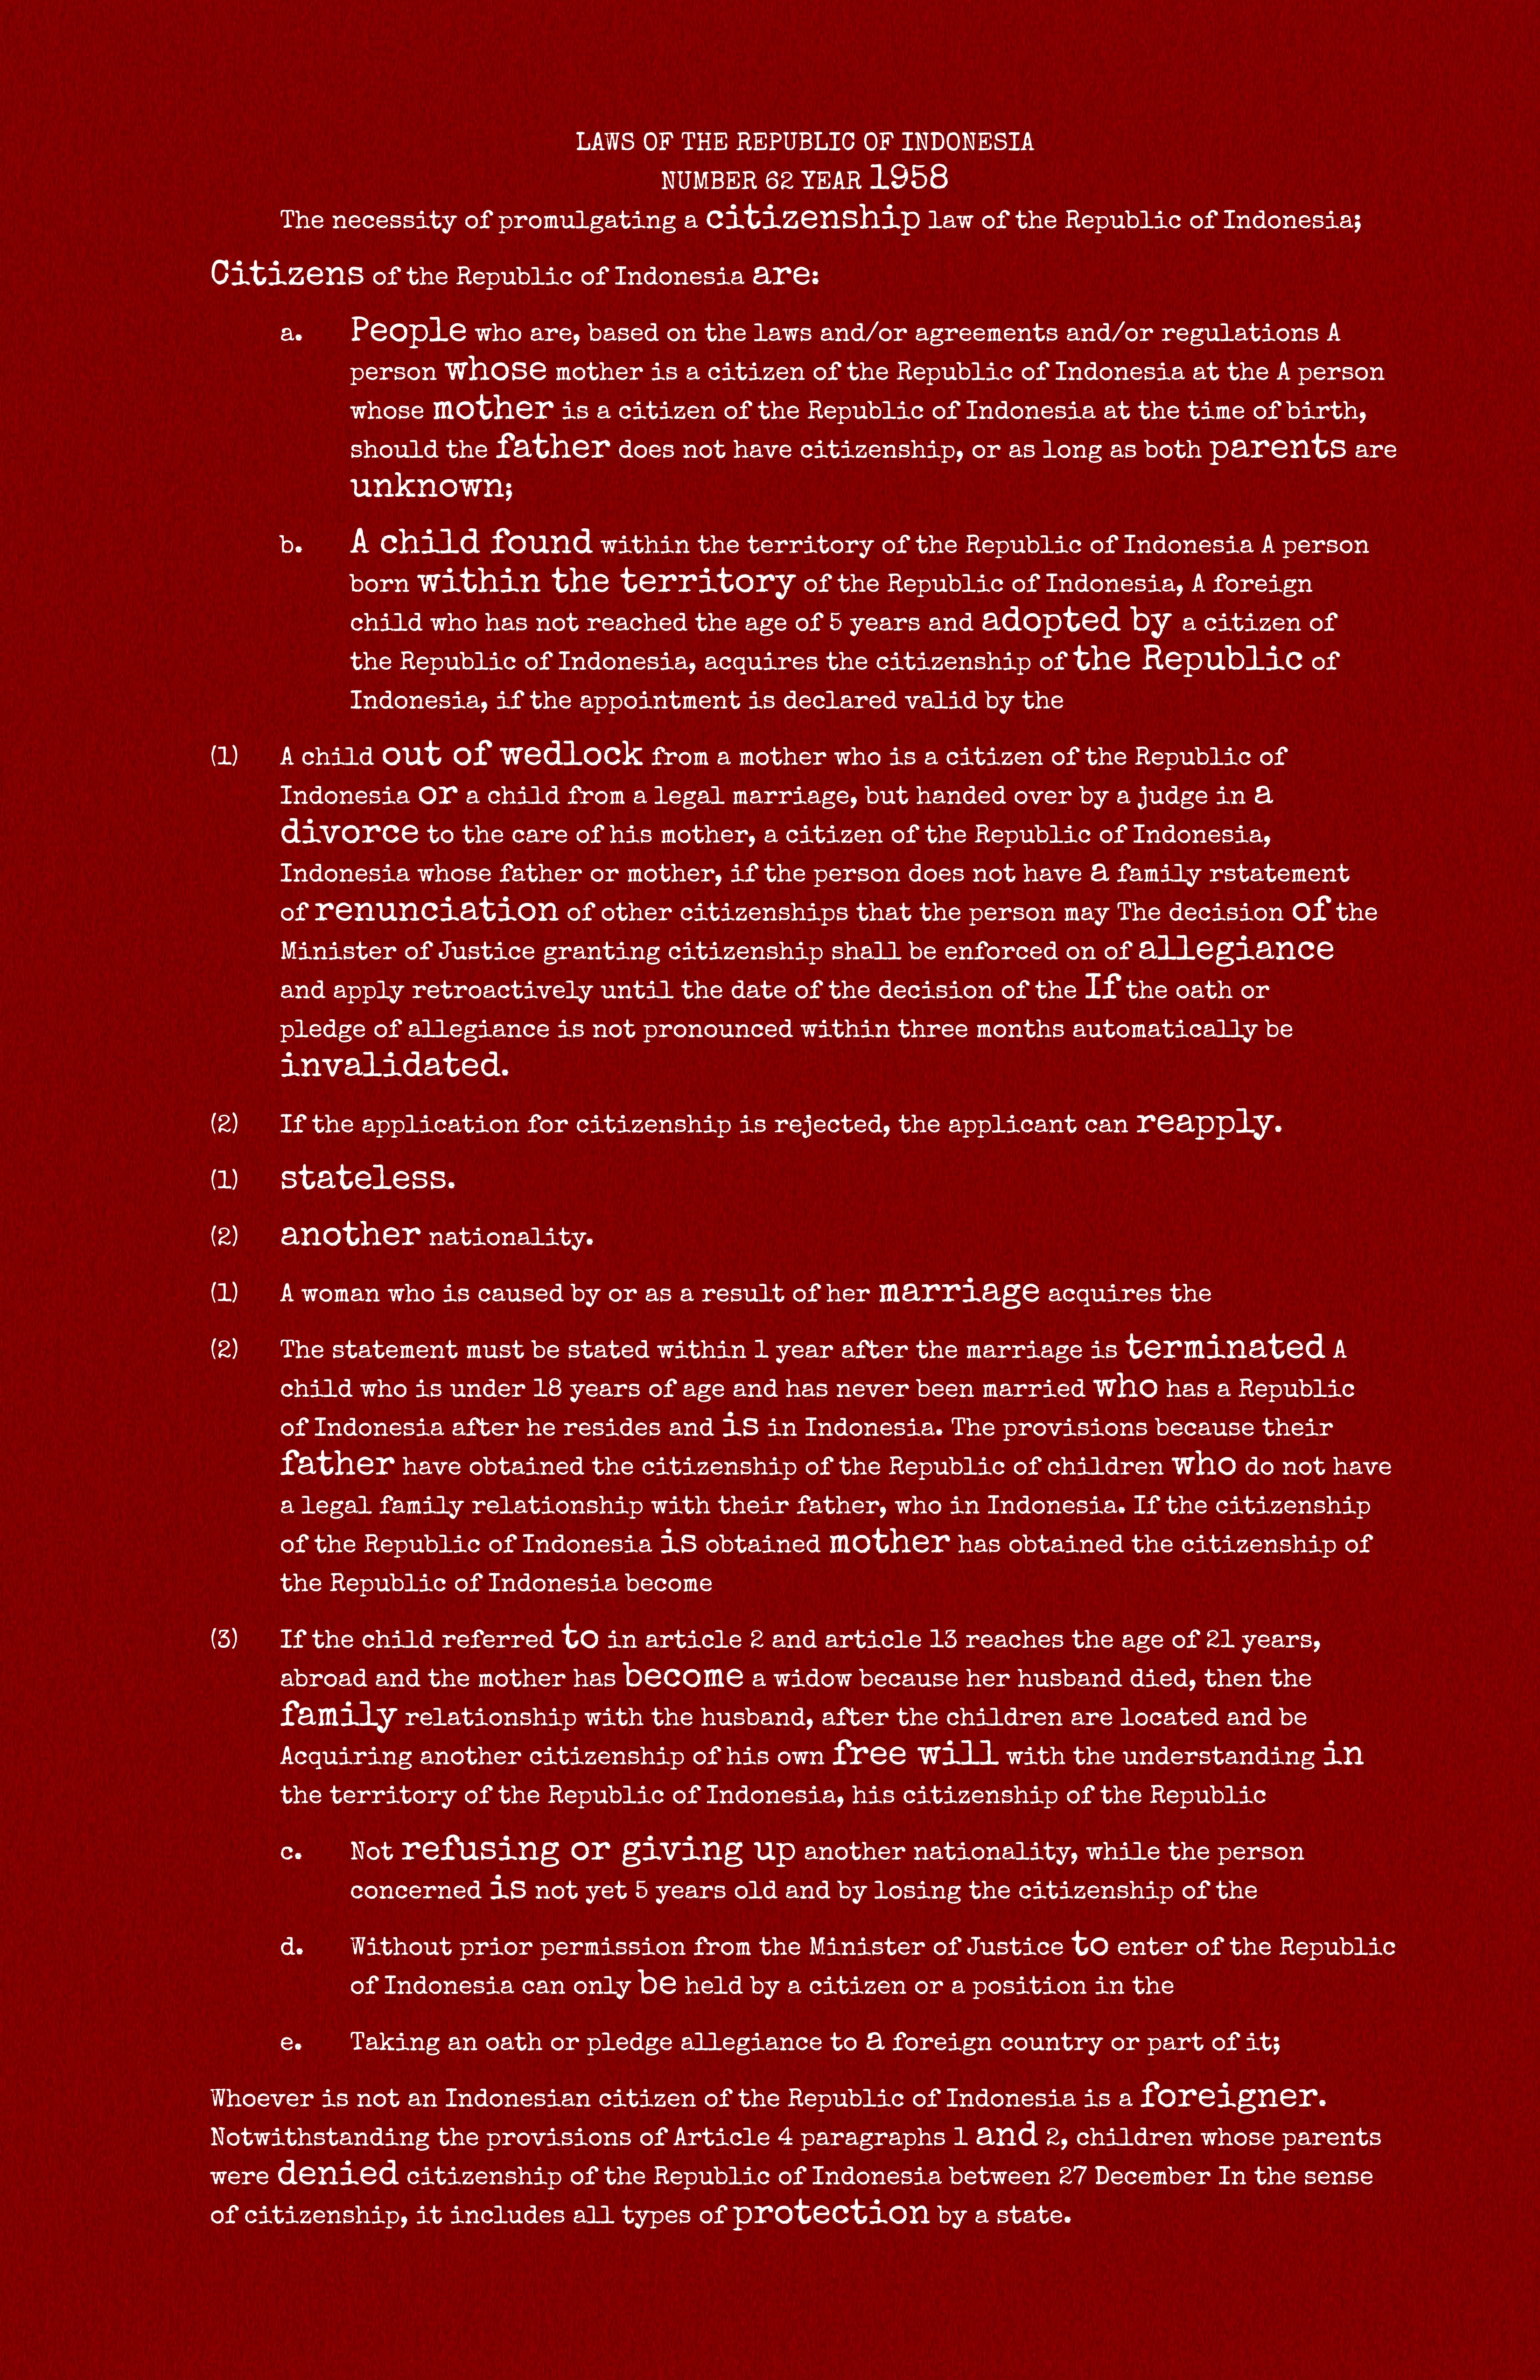 LAWS OF THE REPUBLIC OF INDONESIA
NUMBER 62 YEAR 1958
The necessity of promulgating a citizenship law of the Republic of Indonesia;
Citizens of the Republic of Indonesia are:
a. People who are, based on the laws and/or agreements and/or regulations A
person whose mother is a citizen of the Republic of Indonesia at the A person
whose mother is a citizen of the Republic of Indonesia at the time of birth,
should the father does not have citizenship, or as long as both parents are
unknown;
b. A child found within the territory of the Republic of Indonesia A person
born within the territory of the Republic of Indonesia, A foreign
child who has not reached the age of 5 years and adopted by a citizen of
the Republic of Indonesia, acquires the citizenship of the Republic of
Indonesia, if the appointment is declared valid by the
(1) A child out of wedlock from a mother who is a citizen of the Republic of
Indonesia or a child from a legal marriage, but handed over by a judge in a
divorce to the care of his mother, a citizen of the Republic of Indonesia,
Indonesia whose father or mother, if the person does not have a family rstatement
of renunciation of other citizenships that the person may The decision of the
Minister of Justice granting citizenship shall be enforced on of allegiance
and apply retroactively until the date of the decision of the If the oath or
pledge of allegiance is not pronounced within three months automatically be
invalidated.
(2) If the application for citizenship is rejected, the applicant can reapply.
(1) stateless.
(2) another nationality.
(1) A woman who is caused by or as a result of her marriage acquires the
(2) The statement must be stated within 1 year after the marriage is terminated A
child who is under 18 years of age and has never been married who has a Republic
of Indonesia after he resides and is in Indonesia. The provisions because their
father have obtained the citizenship of the Republic of children who do not have
a legal family relationship with their father, who in Indonesia. If the citizenship
of the Republic of Indonesia is obtained mother has obtained the citizenship of
the Republic of Indonesia become
(3) If the child referred to in article 2 and article 13 reaches the age of 21 years,
abroad and the mother has become a widow because her husband died, then the
family relationship with the husband, after the children are located and be
Acquiring another citizenship of his own free will with the understanding in
the territory of the Republic of Indonesia, his citizenship of the Republic
c. Not refusing or giving up another nationality, while the person
concerned is not yet 5 years old and by losing the citizenship of the
d. Without prior permission from the Minister of Justice to enter of the Republic
of Indonesia can only be held by a citizen or a position in the
e. Taking an oath or pledge allegiance to a foreign country or part of it;
Whoever is not an Indonesian citizen of the Republic of Indonesia is a foreigner.
Notwithstanding the provisions of Article 4 paragraphs 1 and 2, children whose parents
were denied citizenship of the Republic of Indonesia between 27 December In the sense
of citizenship, it includes all types of protection by a state.